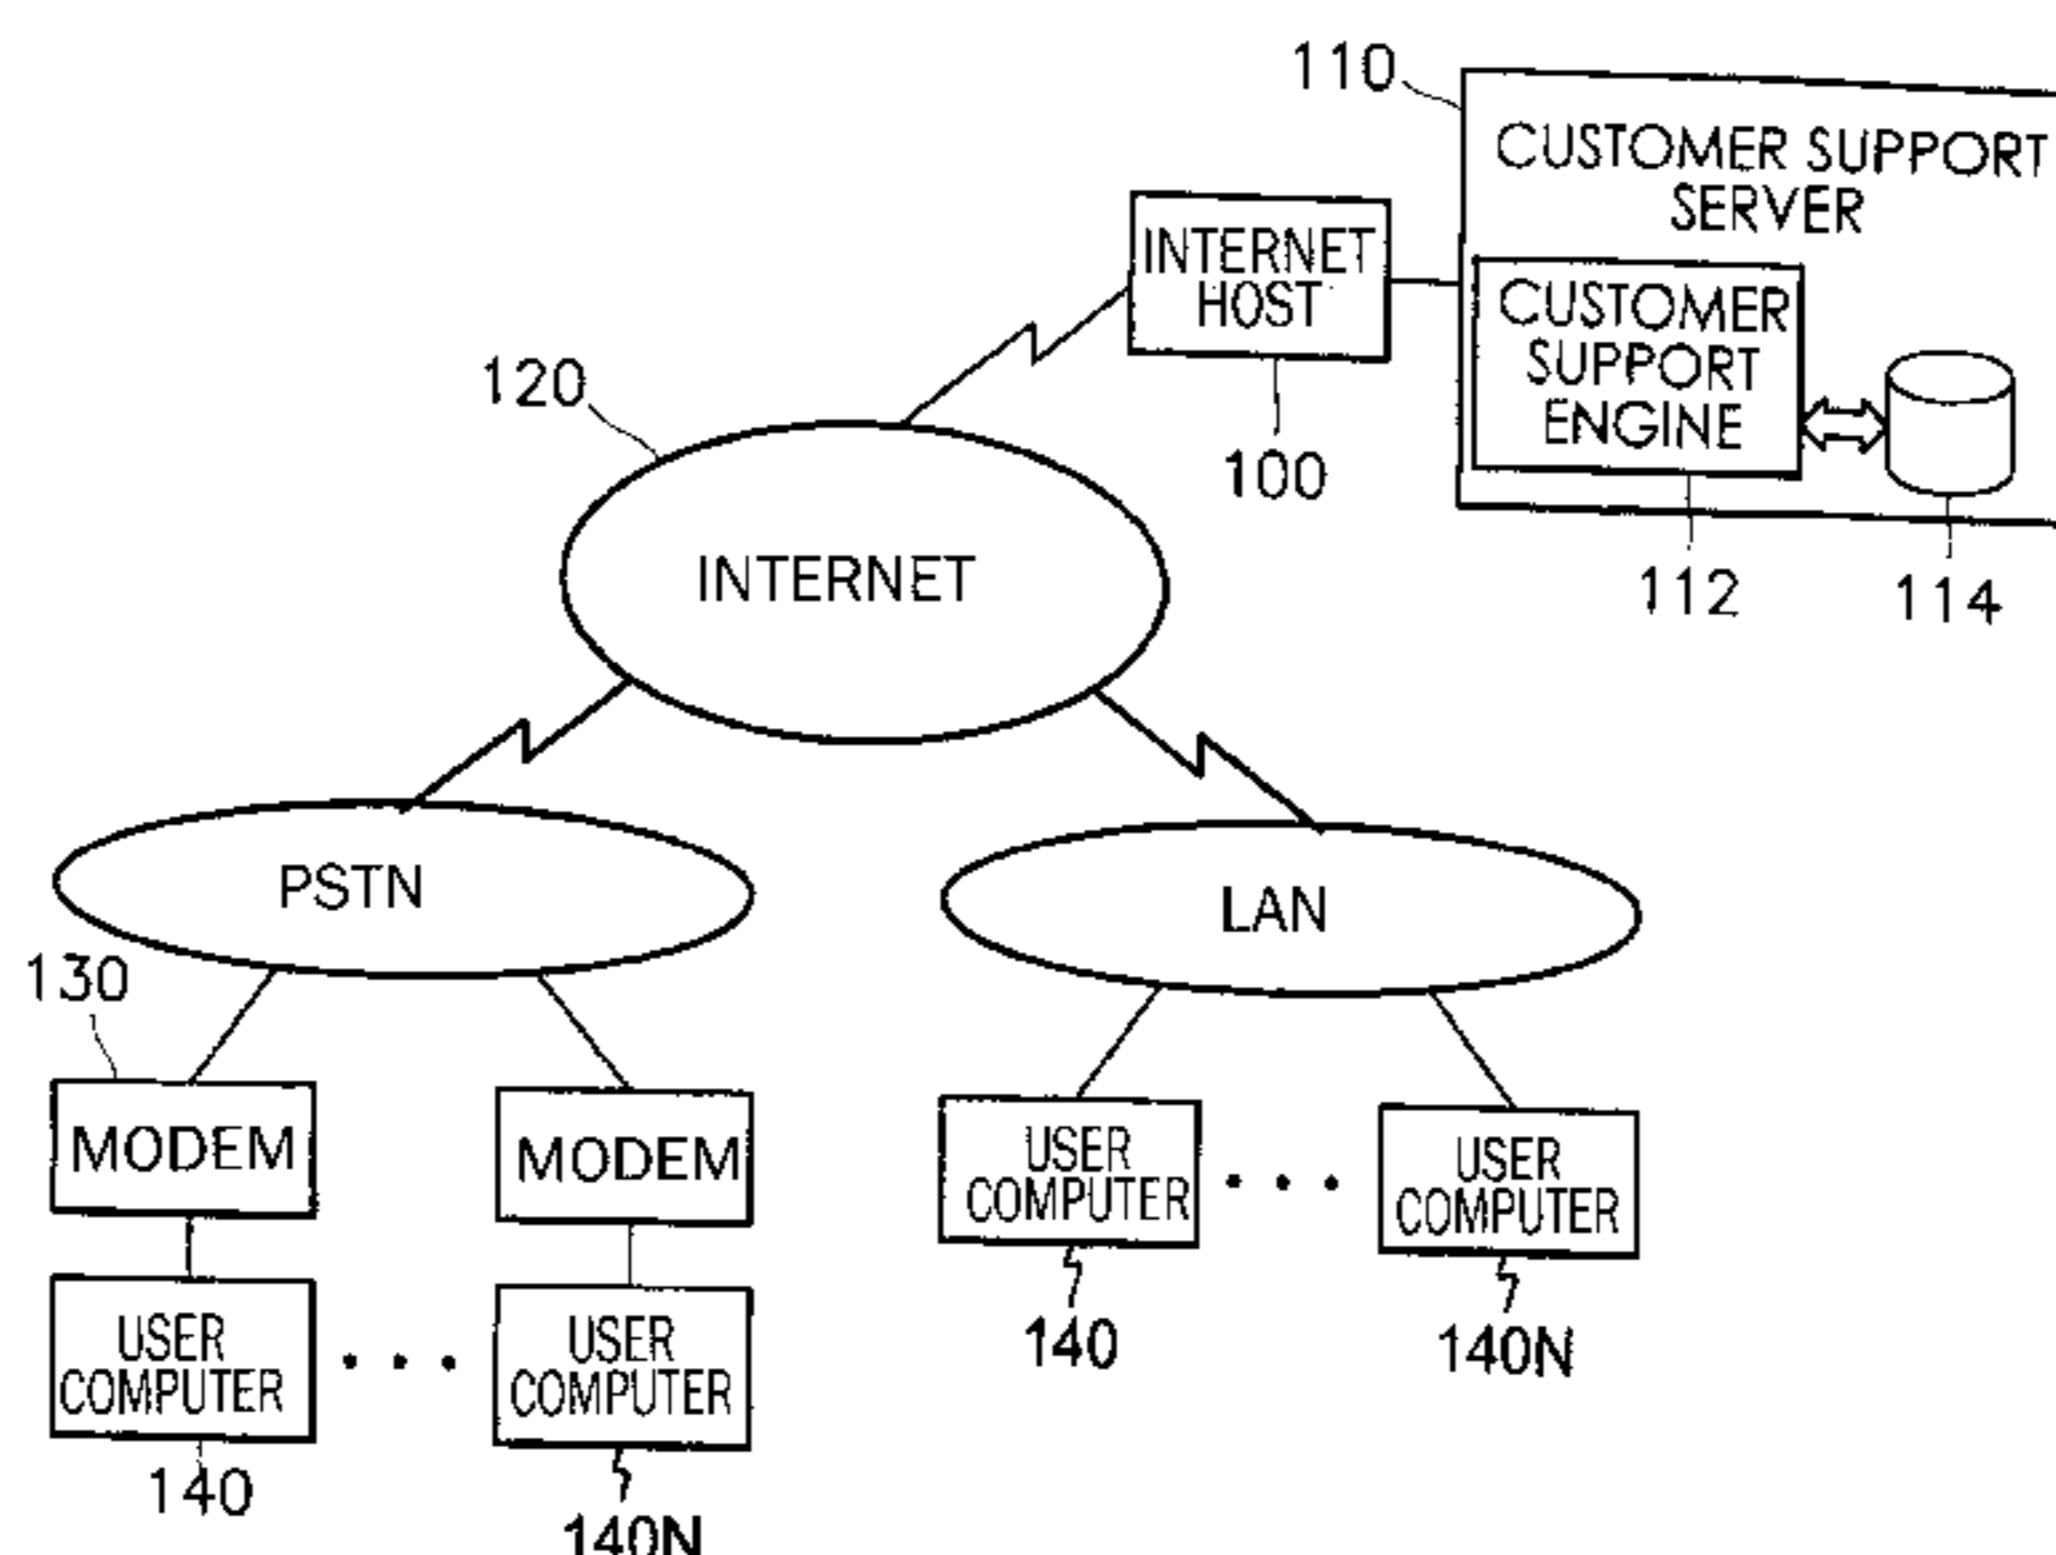 110
CUSTOMER SUPPORT
SERVER
INTERNET
HOST
CUSTOMER
SUPPORT
ENGINE
120
100
112
114
INTERNET
PSTN
LAN
130
MODEM
MODEM
USER
COMPUTER
• • •
USER
COMPUTER
140
140N
USER
COMPUTER
• • •
USER
COMPUTER
140
140N